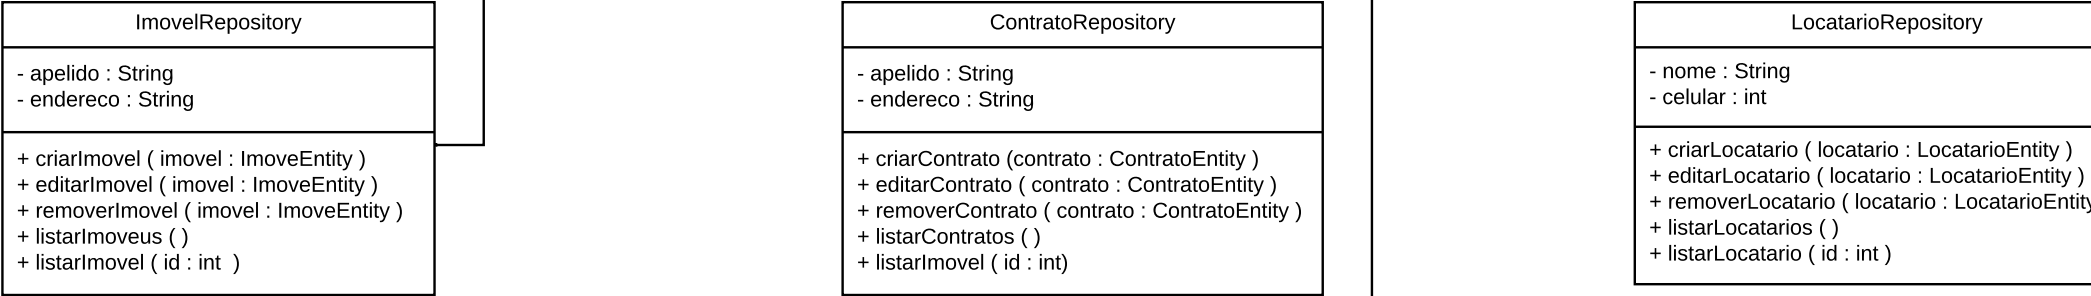 ImovelRepository
- apelido : String
- endereco : String
+ criarImovel ( imovel : ImoveEntity )
+ editarImovel ( imovel : ImoveEntity )
+ removerImovel ( imovel : ImoveEntity )
+ listarImoveus ( )
+ listarImovel ( id : int )
ContratoRepository
- apelido : String
- endereco : String
+ criarContrato (contrato : ContratoEntity )
+ editarContrato ( contrato : ContratoEntity )
+ removerContrato ( contrato : ContratoEntity )
+ listarContratos ( )
+ listarImovel ( id : int)
LocatarioRepository
- nome : String
- celular : int
+ criarLocatario ( locatario : LocatarioEntity )
+ editarLocatario ( locatario : LocatarioEntity )
+ removerLocatario ( locatario : LocatarioEntity
+ listarLocatarios ( )
+ listarLocatario ( id : int )